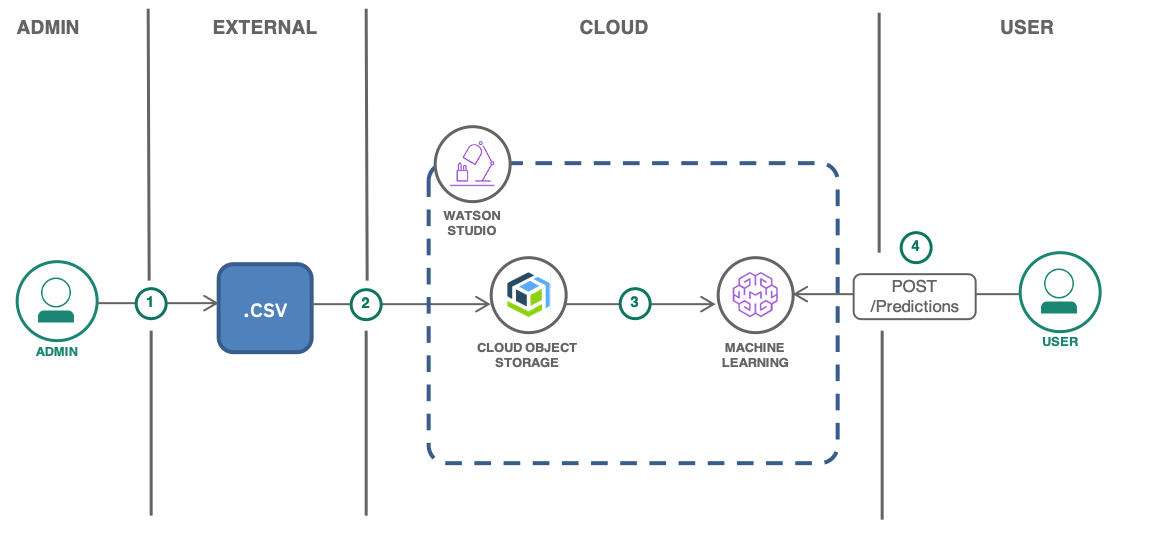 ADMIN
EXTERNAL
CLOUD
USER
WATSON
STUDIO
4
1
.CSV
2
3
POST
/Predictions
ADMIN
CLOUD OBJECT
STORAGE
MACHINE
LEARNING
USER